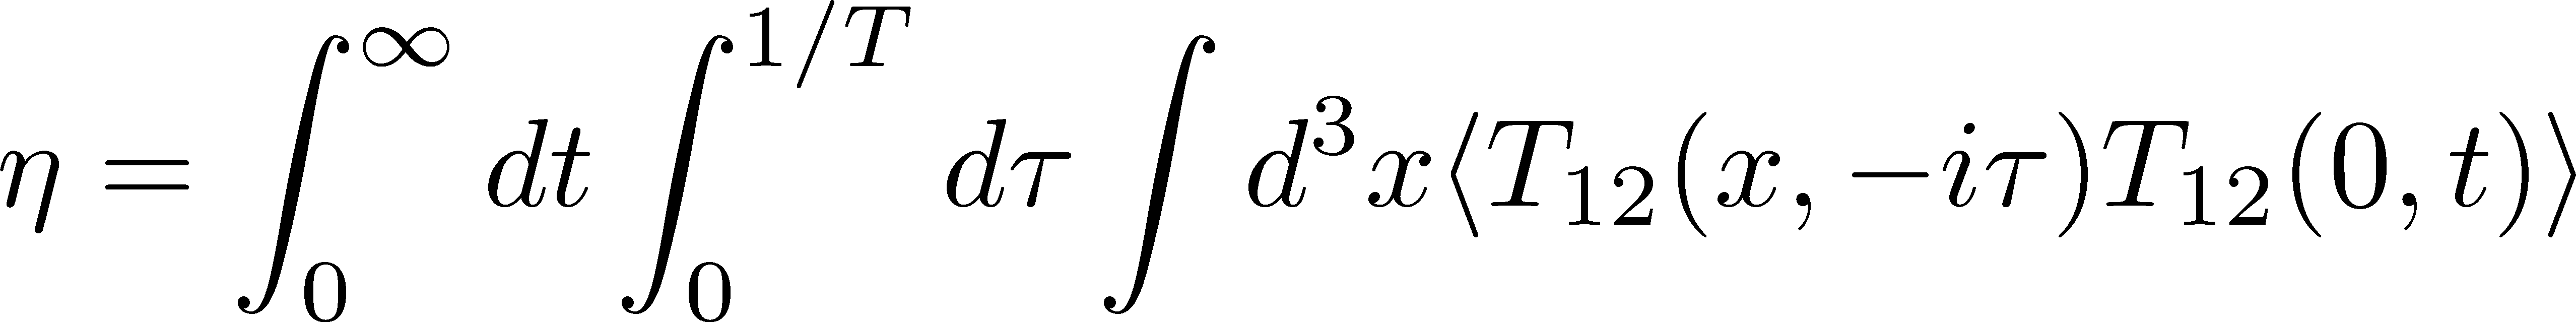 η = ∫₀^∞ dt ∫₀^{1/T} dτ ∫ d³x⟨T₁₂(x, −iτ)T₁₂(0, t)⟩